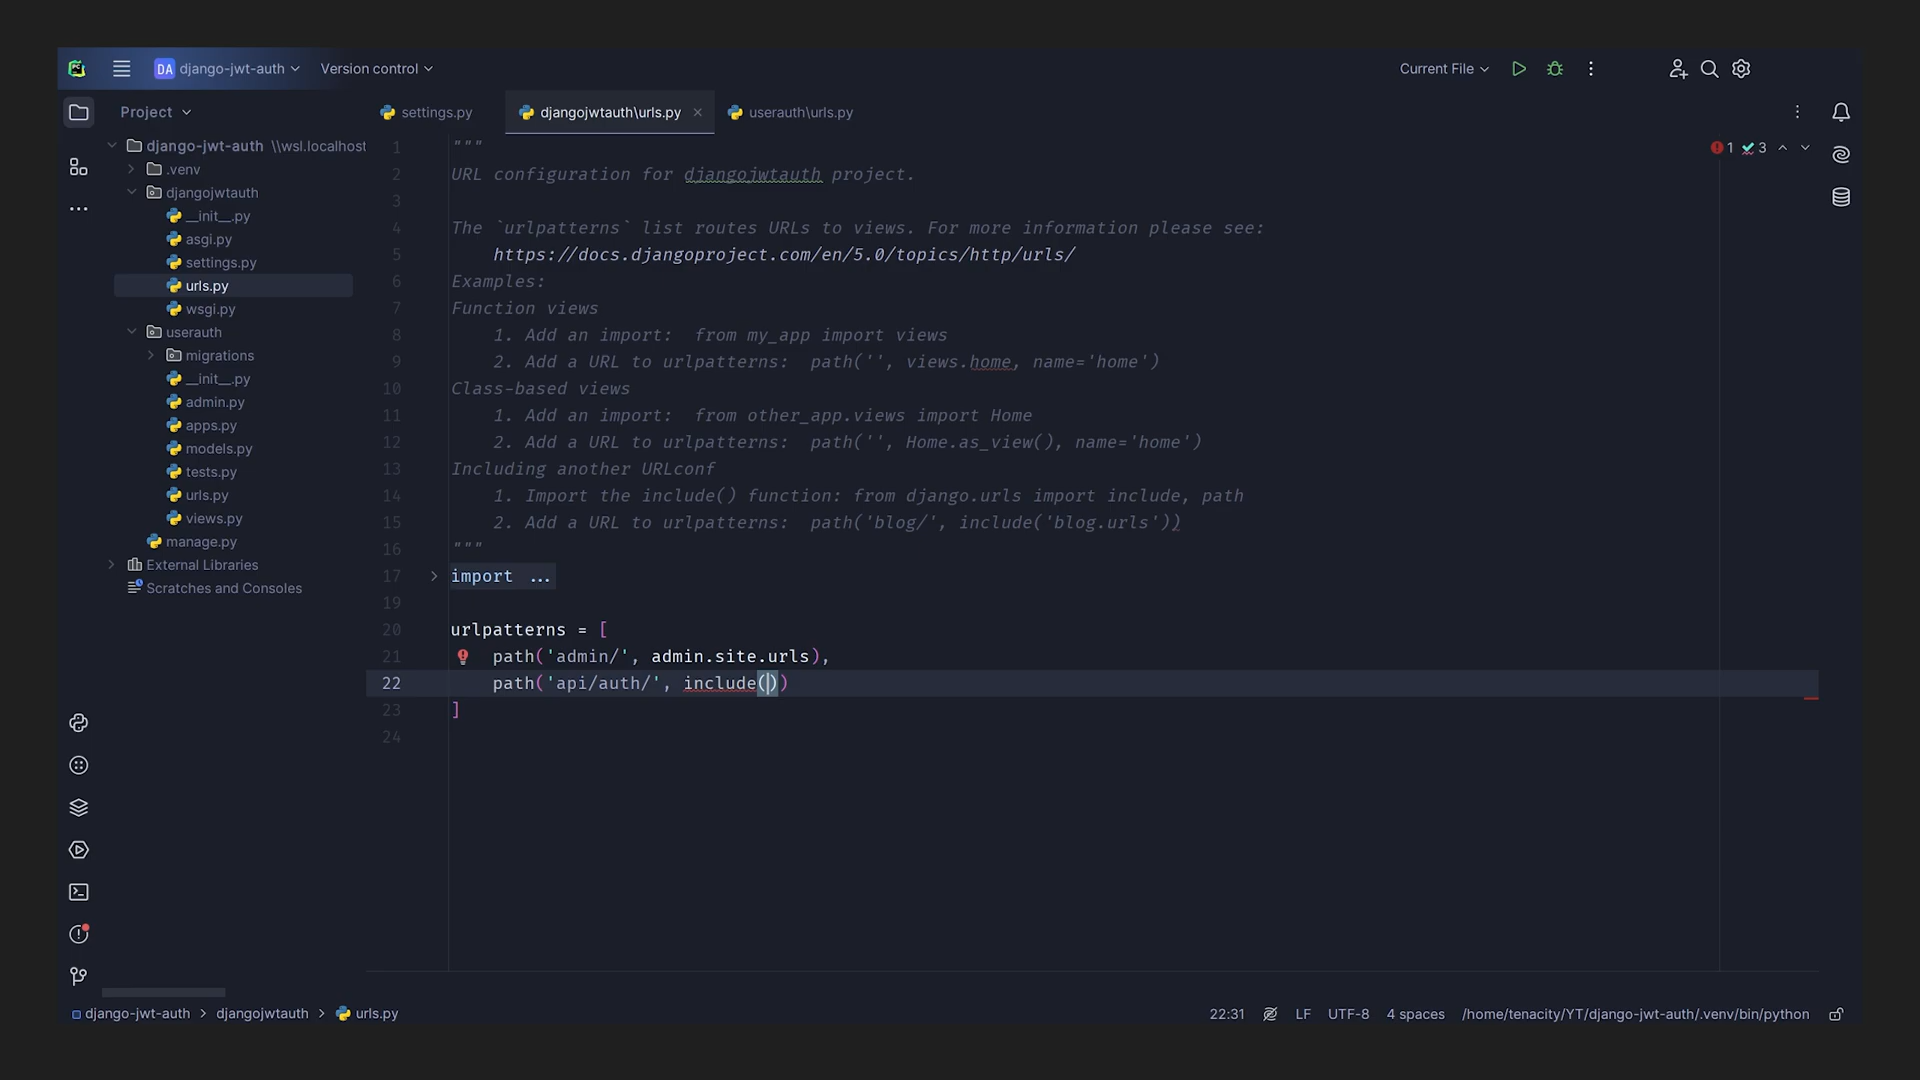 DA django-jwt-auth Version control Current File
Project settings.py djangojwtauth\urls.py userauth\urls.py
django-jwt-auth \\wsl.localhost
.venv
djangojwtauth
__init__.py
asgi.py
settings.py
urls.py
wsgi.py
userauth
migrations
__init__.py
admin.py
apps.py
models.py
tests.py
urls.py
views.py
manage.py
External Libraries
Scratches and Consoles
1 3
1 """
2 URL configuration for djangojwtauth project.
3
4 The `urlpatterns` list routes URLs to views. For more information please see:
5 https://docs.djangoproject.com/en/5.0/topics/http/urls/
6 Examples:
7 Function views
8 1. Add an import:  from my_app import views
9 2. Add a URL to urlpatterns:  path('', views.home, name='home')
10 Class-based views
11 1. Add an import:  from other_app.views import Home
12 2. Add a URL to urlpatterns:  path('', Home.as_view(), name='home')
13 Including another URLconf
14 1. Import the include() function: from django.urls import include, path
15 2. Add a URL to urlpatterns:  path('blog/', include('blog.urls'))
16 """
17 import ...
19
20 urlpatterns = [
21 path('admin/', admin.site.urls),
22 path('api/auth/', include())
23 ]
24
django-jwt-auth > djangojwtauth > urls.py 22:31 LF UTF-8 4 spaces /home/tenacity/YT/django-jwt-auth/.venv/bin/python